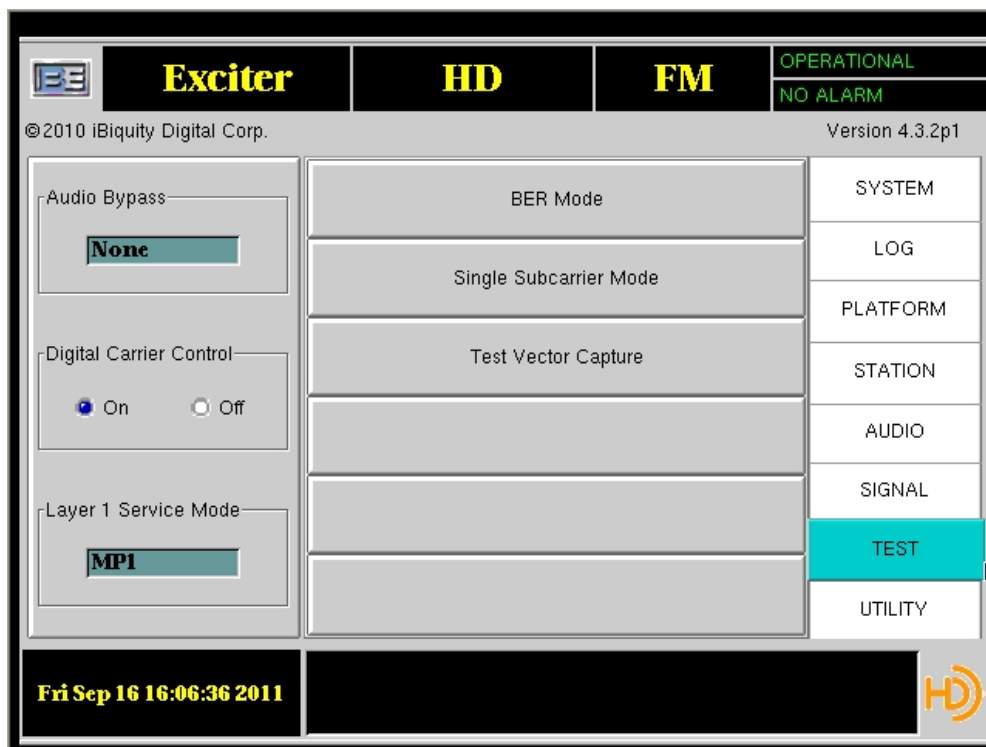 BE
Exciter HD FM OPERATIONAL
NO ALARM
©2010 iBiquity Digital Corp. Version 4.3.2p1
Audio Bypass
None
Digital Carrier Control
On Off
Layer 1 Service Mode
MP1
BER Mode
Single Subcarrier Mode
Test Vector Capture
SYSTEM
LOG
PLATFORM
STATION
AUDIO
SIGNAL
TEST
UTILITY
Fri Sep 16 16:06:36 2011
HD